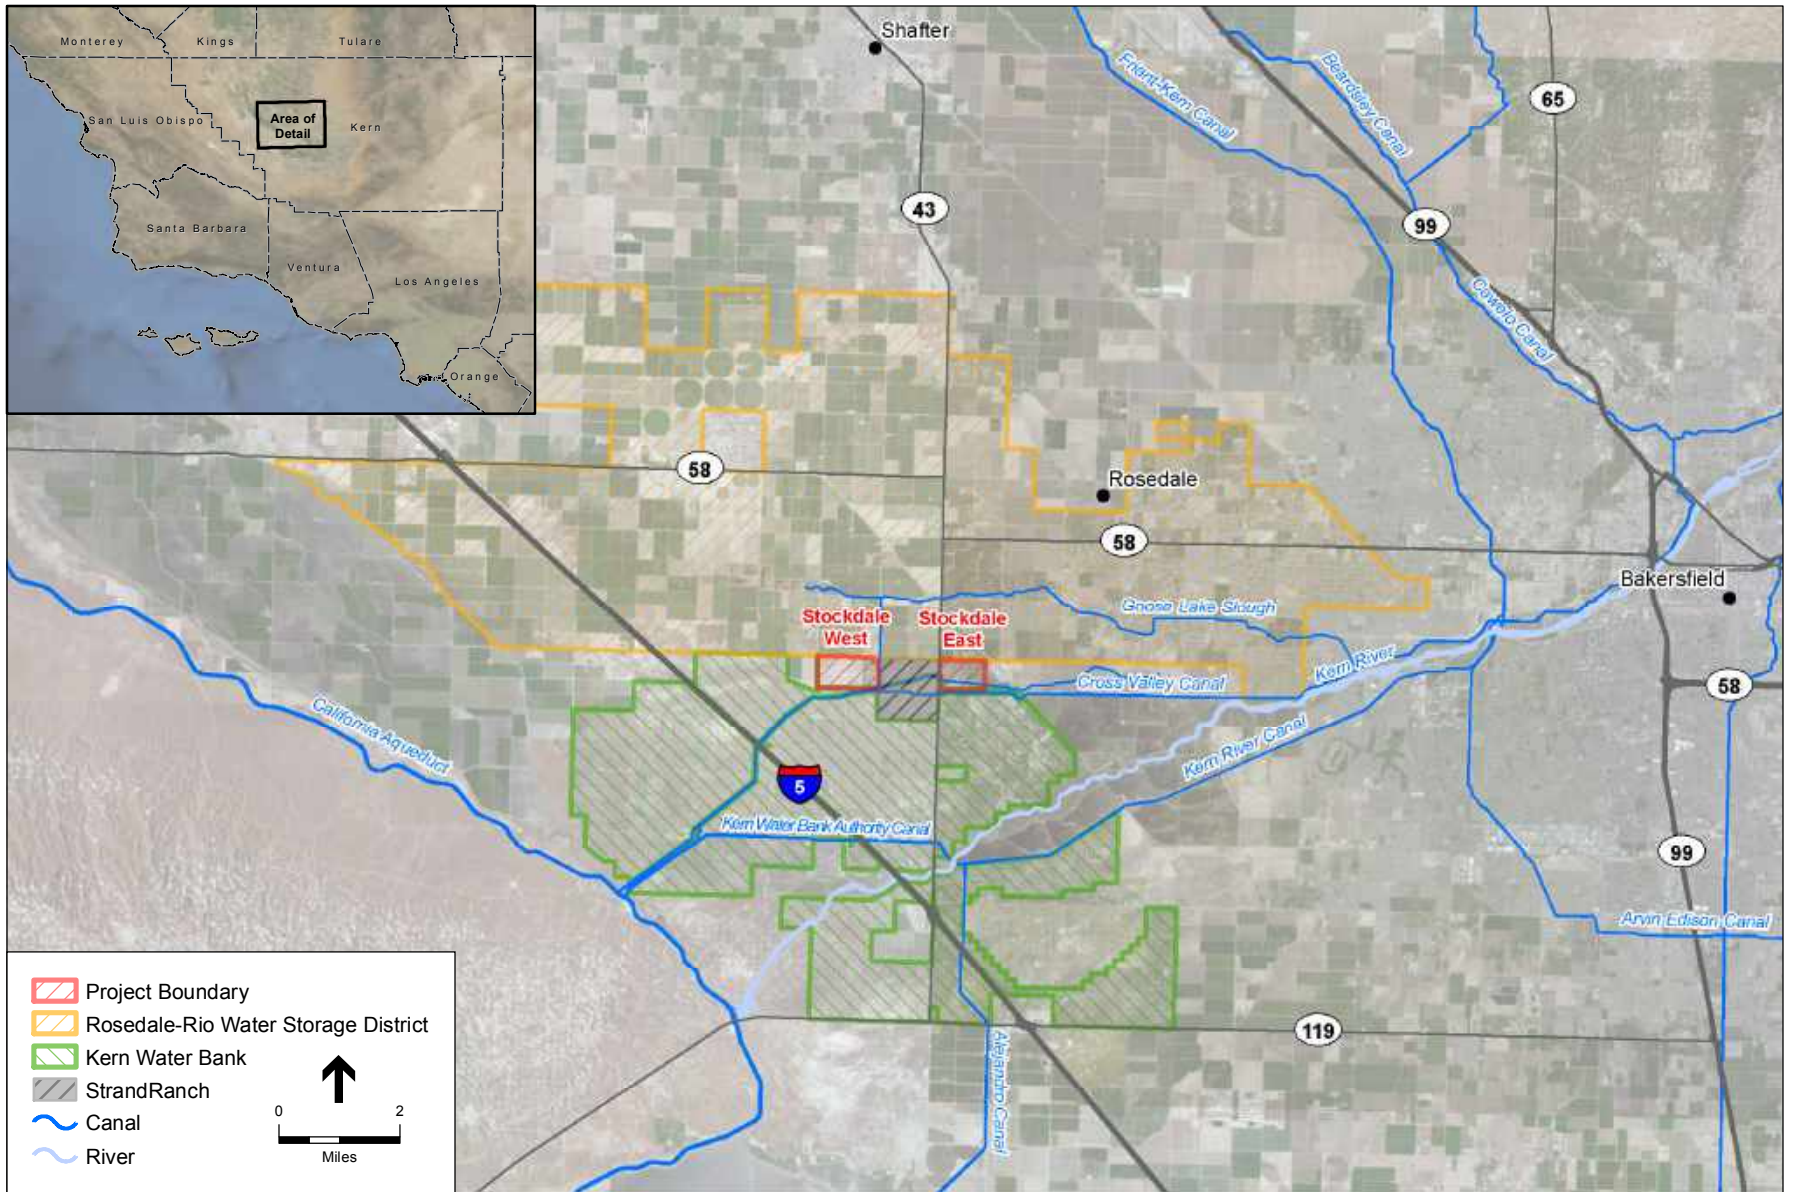 Monterey
Kings
Tulare
San Luis Obispo
Area of
Detail
Kern
Santa Barbara
Ventura
Los Angeles
Orange
Shafter
Friant-Kern Canal
Beardsley Canal
65
43
99
Cowelo Canal
58
Rosedale
58
Bakersfield
Goose Lake Slough
Stockdale
West
Stockdale
East
Kern River
Cross Valley Canal
58
California Aqueduct
Kern River Canal
5
Kern Water Bank Authority Canal
99
Arvin Edison Canal
119
Alejandro Canal
Project Boundary
Rosedale-Rio Water Storage District
Kern Water Bank
StrandRanch
Canal
River
0
2
Miles